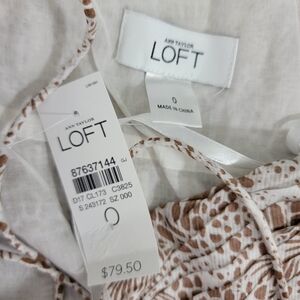 ANN TAYLOR
LOFT
0
MADE IN CHINA
ANN TAYLOR
LOFT
87637144
D17 CL173 C3825
S 243172 SZ 000
$79.50